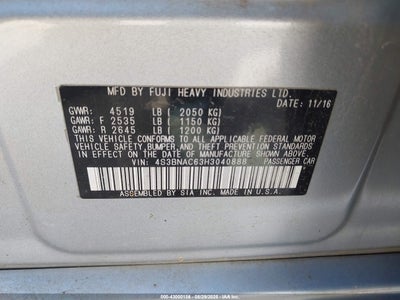 MFD BY FUJI HEAVY INDUSTRIES LTD.
DATE: 11/16
GVWR: 4519 LB ( 2050 KG)
GAWR: F 2535 LB ( 1150 KG)
GAWR: R 2645 LB ( 1200 KG)
THIS VEHICLE CONFORMS TO ALL APPLICABLE FEDERAL MOTOR
VEHICLE SAFETY, BUMPER, AND THEFT PREVENTION STANDARDS
IN EFFECT ON THE DATE OF MANUFACTURE SHOWN ABOVE.
VIN: 4S3BNAC63H3040888 PASSENGER CAR
ASSEMBLED BY SIA INC. MADE IN U.S.A.